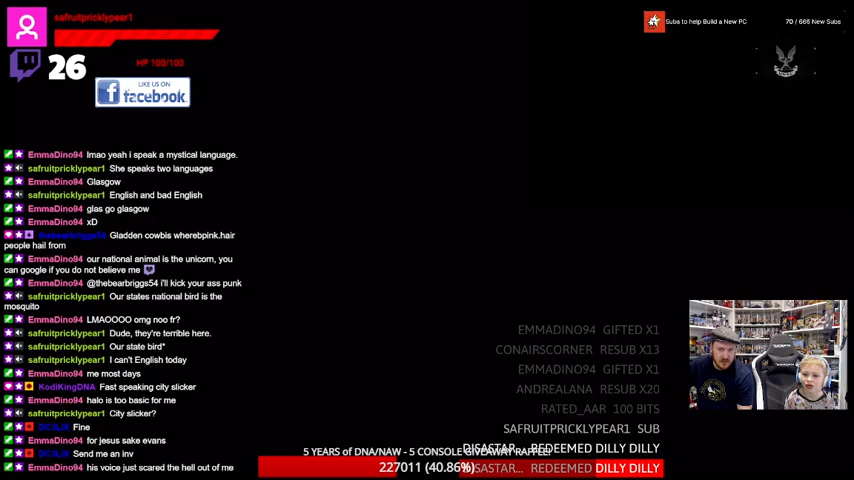 safruitpricklypear1
HP 100/100
26
LIKE US ON
facebook
Subs to help Build a New PC
70 / 666 New Subs
EmmaDino94 lmao yeah i speak a mystical language.
safruitpricklypear1 She speaks two languages
EmmaDino94 Glasgow
safruitpricklypear1 English and bad English
EmmaDino94 glas go glasgow
EmmaDino94 xD
thebearbriggs54 Gladden cowbis wherebpink.hair
people hail from
EmmaDino94 our national animal is the unicorn, you
can google if you do not believe me
EmmaDino94 @thebearbriggs54 i'll kick your ass punk
safruitpricklypear1 Our states national bird is the
mosquito
EmmaDino94 LMAOOOO omg noo fr?
safruitpricklypear1 Dude, they're terrible here.
safruitpricklypear1 Our state bird*
safruitpricklypear1 I can't English today
EmmaDino94 me most days
KodiKingDNA Fast speaking city slicker
EmmaDino94 halo is too basic for me
safruitpricklypear1 City slicker?
Fine
EmmaDino94 for jesus sake evans
Send me an inv
EmmaDino94 his voice just scared the hell out of me
EMMADINO94 GIFTED X1
CONAIRSCORNER RESUB X13
EMMADINO94 GIFTED X1
ANDREALANA RESUB X20
RATED_AAR 100 BITS
SAFRUITPRICKLYPEAR1 SUB
DISASTAR... REDEEMED DILLY DILLY
5 YEARS of DNA/NAW - 5 CONSOLE GIVEAWAY RAFFLE!
227011 (40.86%)
DISASTAR... REDEEMED DILLY DILLY